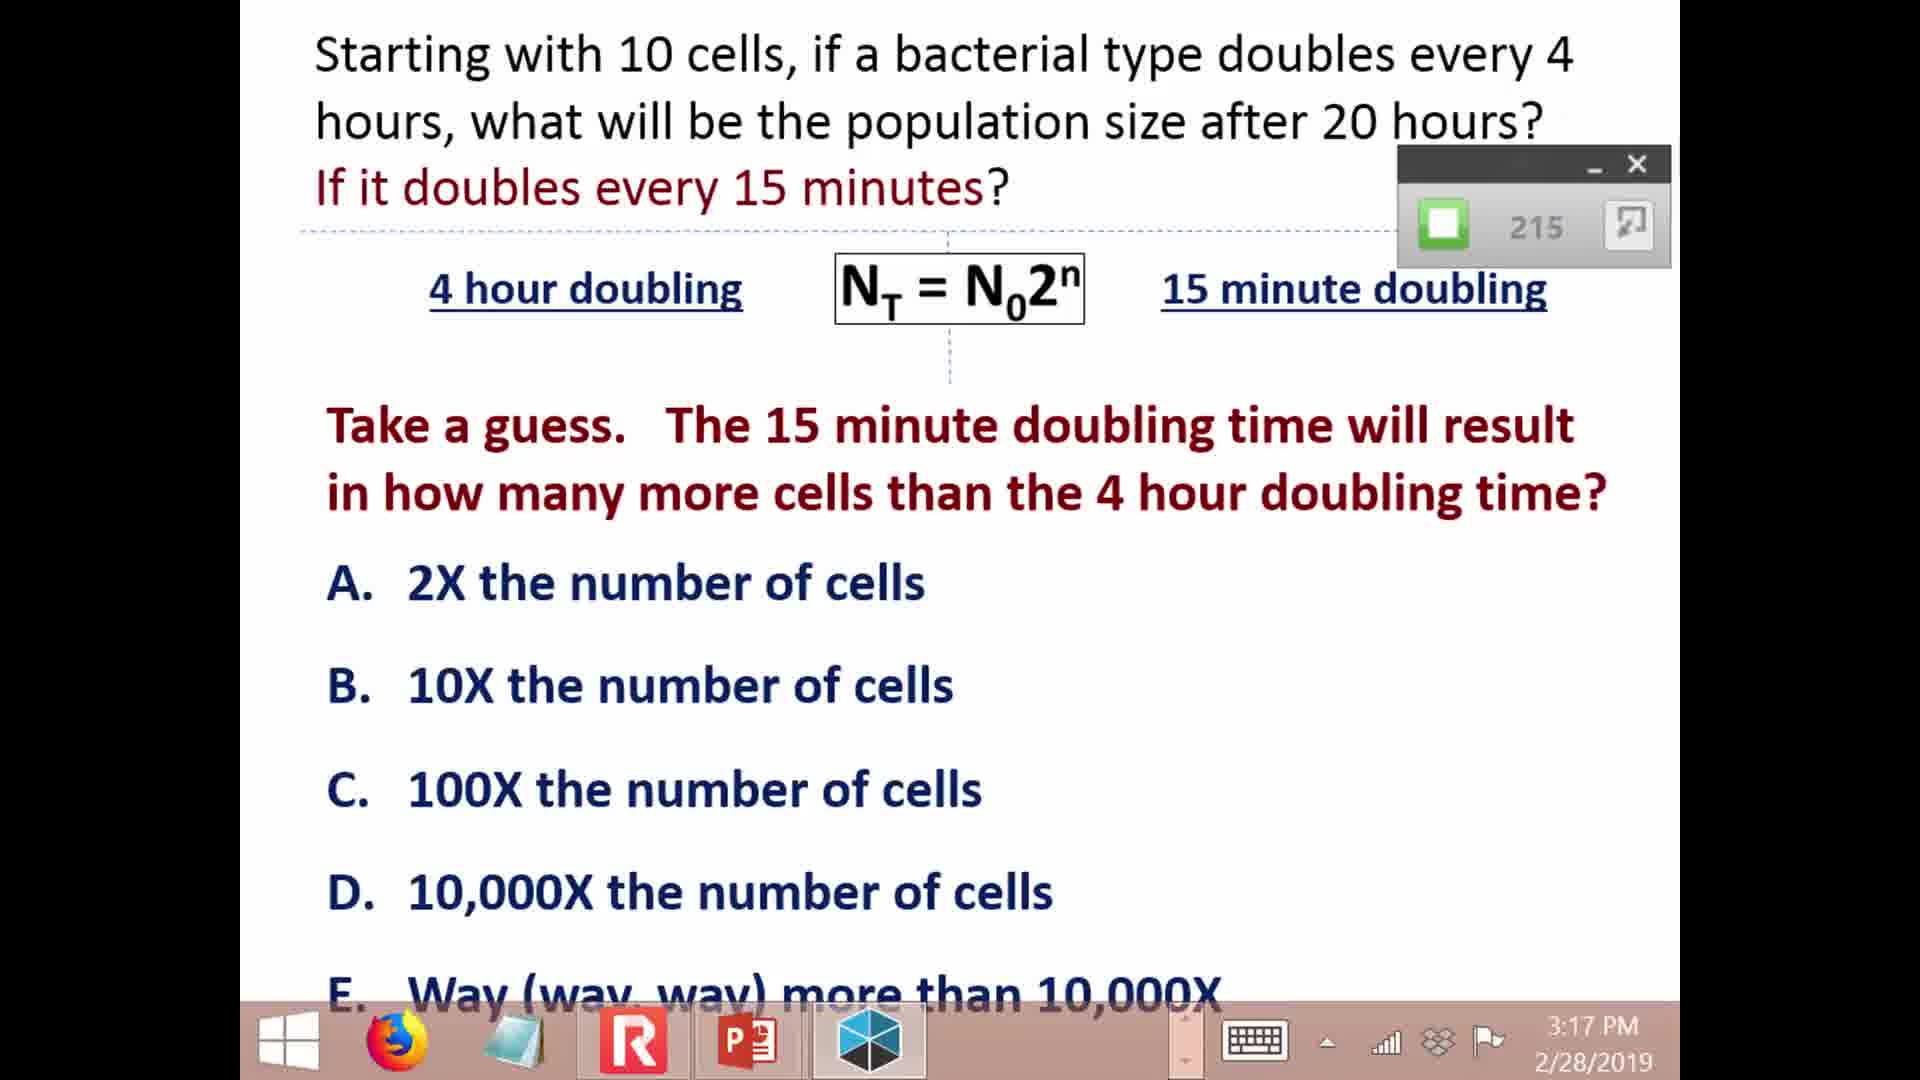 Starting with 10 cells, if a bacterial type doubles every 4
hours, what will be the population size after 20 hours?
If it doubles every 15 minutes?
215
4 hour doubling
N_T = N_0 2^n
15 minute doubling
Take a guess. The 15 minute doubling time will result
in how many more cells than the 4 hour doubling time?
A. 2X the number of cells
B. 10X the number of cells
C. 100X the number of cells
D. 10,000X the number of cells
E. Way (way, way) more than 10,000X
3:17 PM
2/28/2019